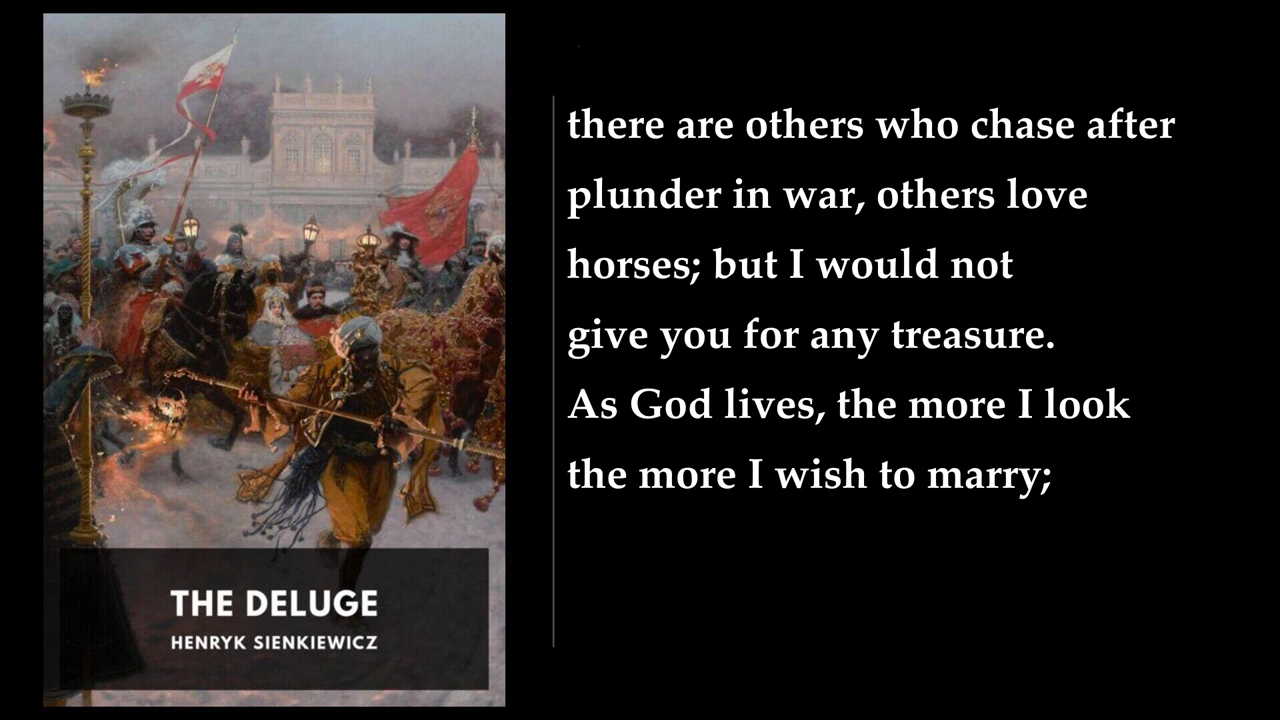 there are others who chase after
plunder in war, others love
horses; but I would not
give you for any treasure.
As God lives, the more I look
the more I wish to marry;
THE DELUGE
HENRYK SIENKIEWICZ